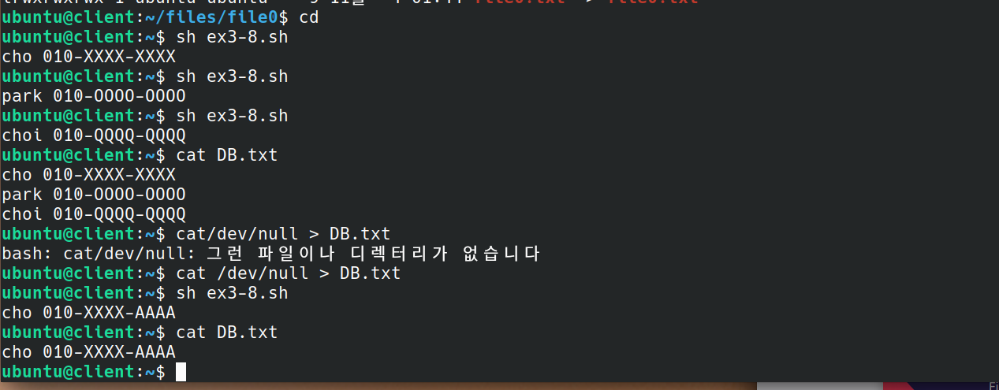 ubuntu@client:~/files/file0$ cd
ubuntu@client:~$ sh ex3-8.sh
cho 010-XXXX-XXXX
ubuntu@client:~$ sh ex3-8.sh
park 010-OOOO-OOOO
ubuntu@client:~$ sh ex3-8.sh
choi 010-QQQQ-QQQQ
ubuntu@client:~$ cat DB.txt
cho 010-XXXX-XXXX
park 010-OOOO-OOOO
choi 010-QQQQ-QQQQ
ubuntu@client:~$ cat/dev/null > DB.txt
bash: cat/dev/null: 그런 파일이나 디렉터리가 없습니다
ubuntu@client:~$ cat /dev/null > DB.txt
ubuntu@client:~$ sh ex3-8.sh
cho 010-XXXX-AAAA
ubuntu@client:~$ cat DB.txt
cho 010-XXXX-AAAA
ubuntu@client:~$